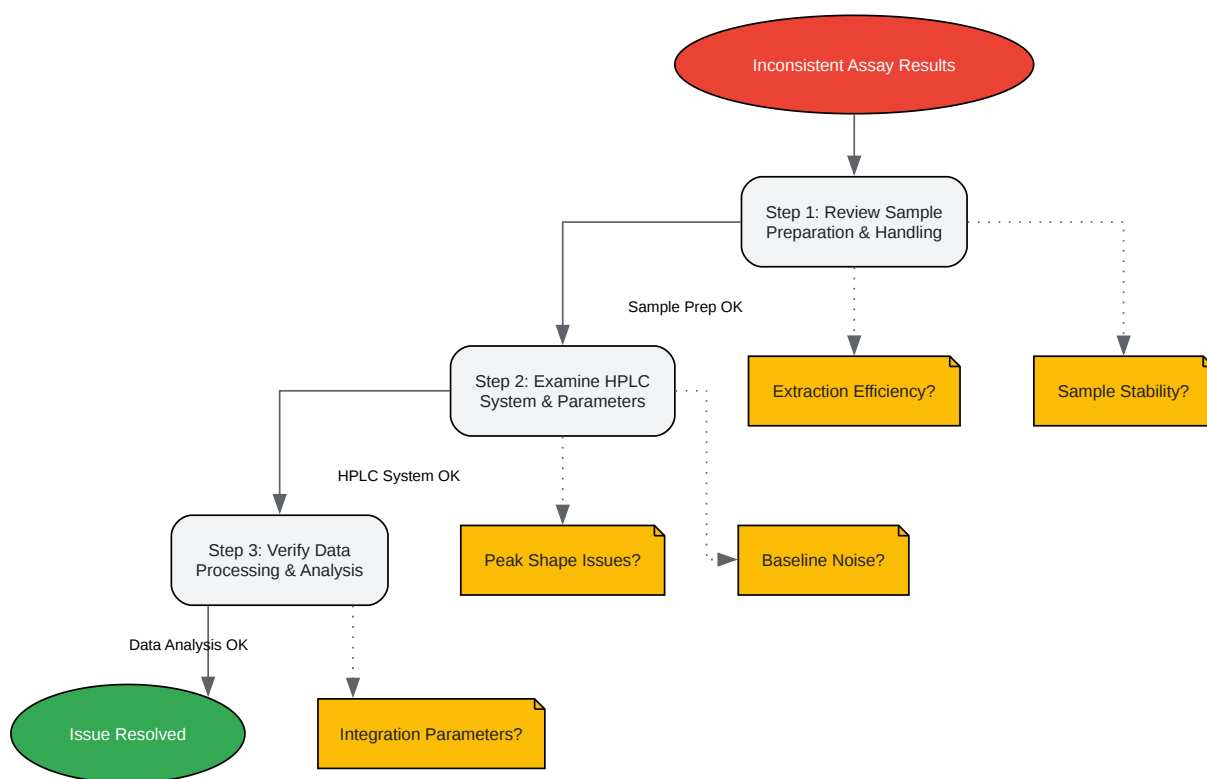 Inconsistent Assay Results
Step 1: Review Sample
Preparation & Handling
Sample Prep OK
Step 2: Examine HPLC
System & Parameters
Extraction Efficiency?
Sample Stability?
HPLC System OK
Step 3: Verify Data
Processing & Analysis
Peak Shape Issues?
Baseline Noise?
Data Analysis OK
Issue Resolved
Integration Parameters?